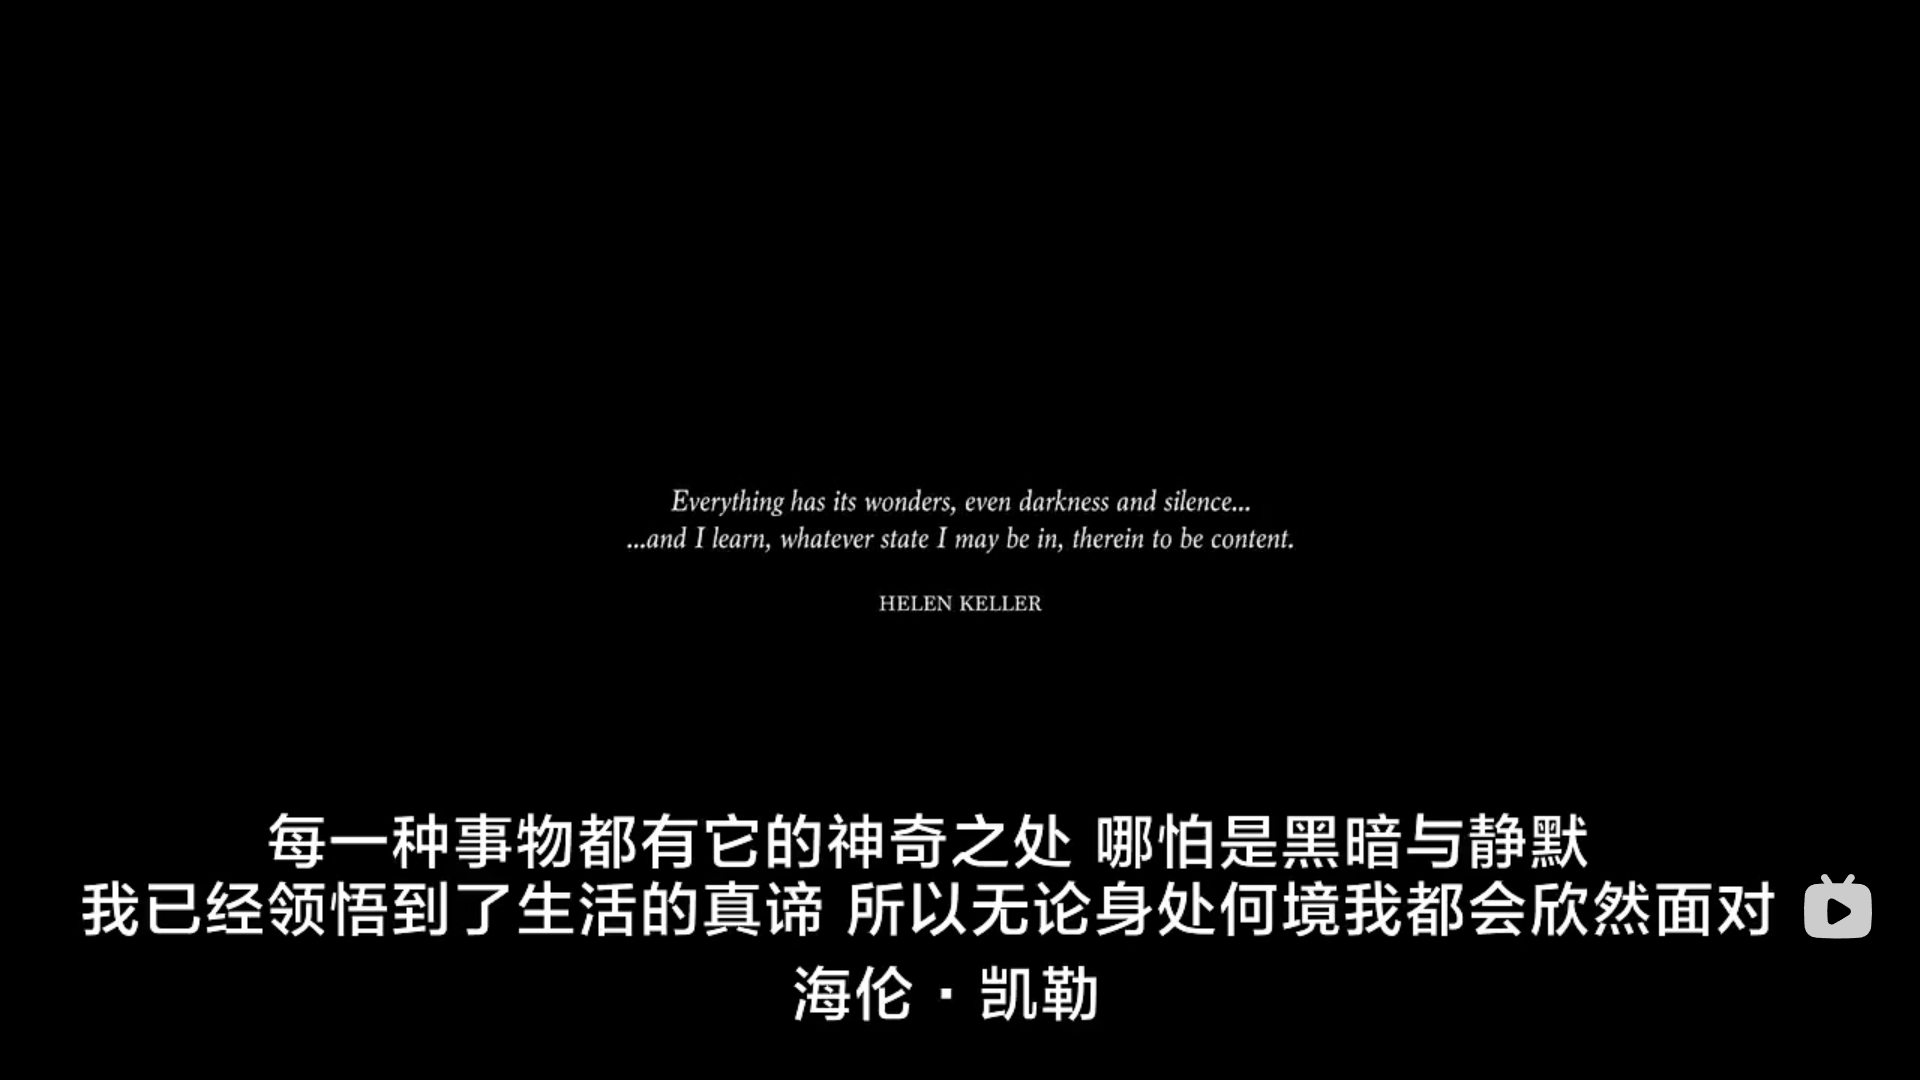 Everything has its wonders, even darkness and silence...
...and I learn, whatever state I may be in, therein to be content.
HELEN KELLER
每一种事物都有它的神奇之处 哪怕是黑暗与静默
我已经领悟到了生活的真谛 所以无论身处何境我都会欣然面对
海伦·凯勒